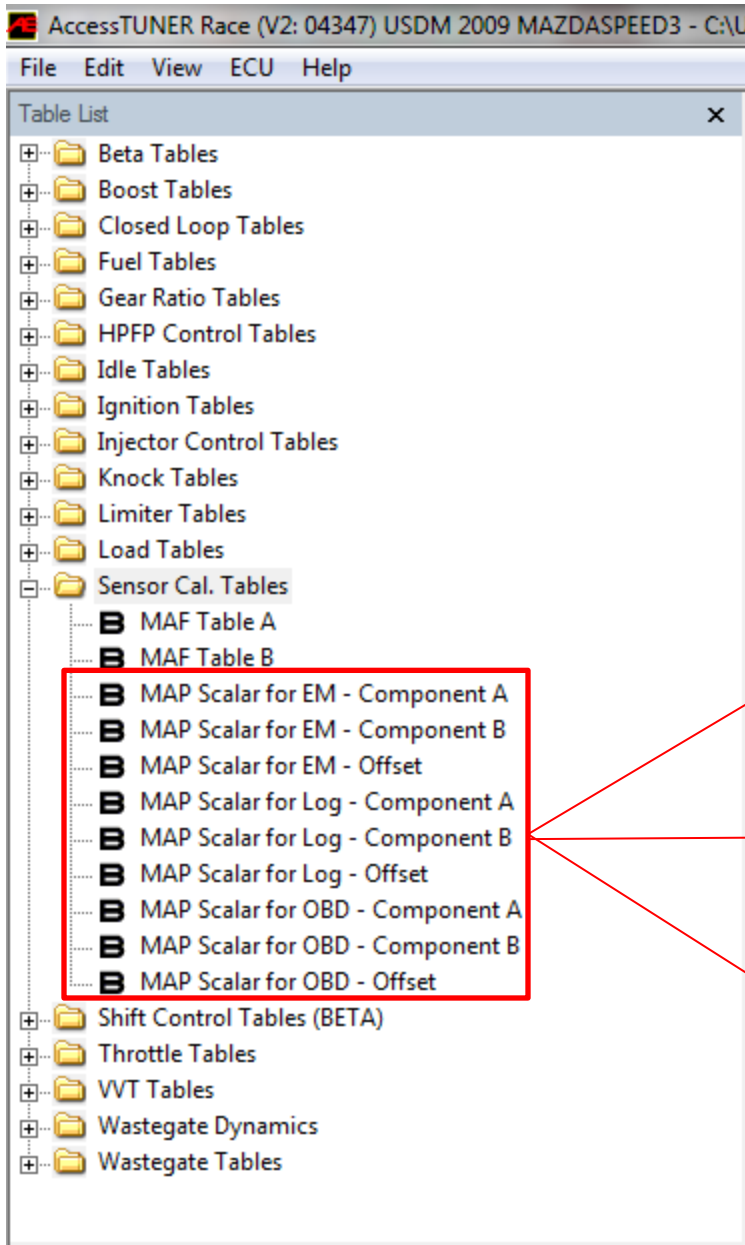 AccessTUNER Race (V2: 04347) USDM 2009 MAZDASPEED3 - C:\U
File Edit View ECU Help
Table List
Beta Tables
Boost Tables
Closed Loop Tables
Fuel Tables
Gear Ratio Tables
HPFP Control Tables
Idle Tables
Ignition Tables
Injector Control Tables
Knock Tables
Limiter Tables
Load Tables
Sensor Cal. Tables
MAF Table A
MAF Table B
MAP Scalar for EM - Component A
MAP Scalar for EM - Component B
MAP Scalar for EM - Offset
MAP Scalar for Log - Component A
MAP Scalar for Log - Component B
MAP Scalar for Log - Offset
MAP Scalar for OBD - Component A
MAP Scalar for OBD - Component B
MAP Scalar for OBD - Offset
Shift Control Tables (BETA)
Throttle Tables
VVT Tables
Wastegate Dynamics
Wastegate Tables